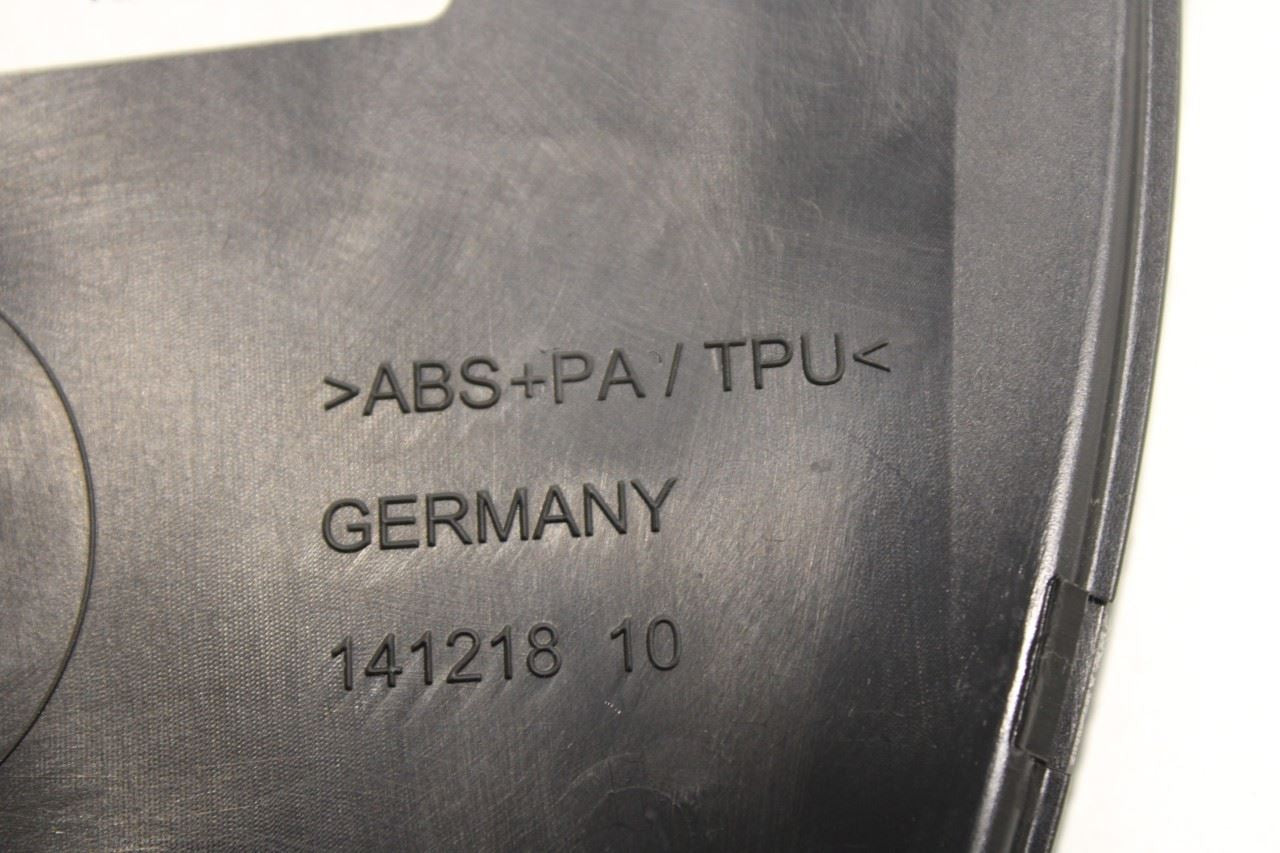 >ABS+PA/TPU<
GERMANY
141218 10